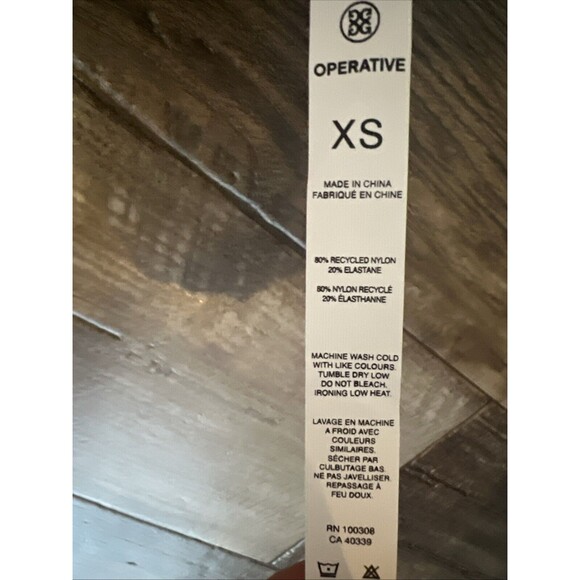 OPERATIVE
XS
MADE IN CHINA
FABRIQUÉ EN CHINE
80% RECYCLED NYLON
20% ELASTANE
80% NYLON RECYCLÉ
20% ÉLASTHANNE
MACHINE WASH COLD
WITH LIKE COLOURS.
TUMBLE DRY LOW
DO NOT BLEACH.
IRONING LOW HEAT.
LAVAGE EN MACHINE
A FROID AVEC
COULEURS
SIMILAIRES.
SÉCHER PAR
CULBUTAGE BAS.
NE PAS JAVELLISER.
REPASSAGE À
FEU DOUX.
RN 100308
CA 40339